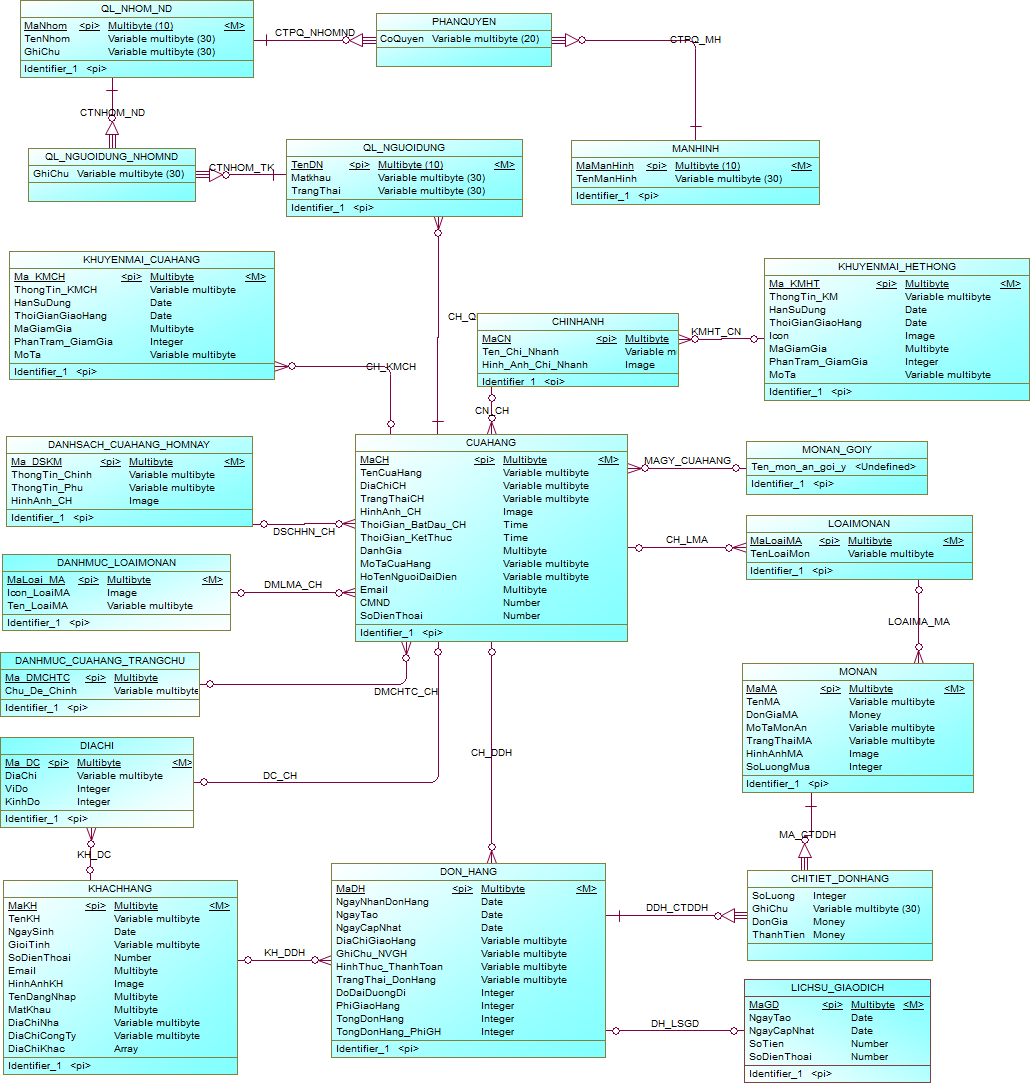 QL_NHOM_ND
MaNhom <pi> Multibyte (10) <M>
TenNhom Variable multibyte (30)
GhiChu Variable multibyte (30)
Identifier_1 <pi>
CTPQ_NHOMND
PHANQUYEN
CoQuyen Variable multibyte (20)
CTPQ_MH
CTNHOM_ND
QL_NGUOIDUNG_NHOMND
GhiChu Variable multibyte (30)
CTNHOM_TK
QL_NGUOIDUNG
TenDN <pi> Multibyte (10) <M>
Matkhau Variable multibyte (30)
TrangThai Variable multibyte (30)
Identifier_1 <pi>
MANHINH
MaManHinh <pi> Multibyte (10) <M>
TenManHinh Variable multibyte (30)
Identifier_1 <pi>
KHUYENMAI_CUAHANG
Ma_KMCH <pi> Multibyte <M>
ThongTin_KMCH Variable multibyte
HanSuDung Date
ThoiGianGiaoHang Date
MaGiamGia Multibyte
PhanTram_GiamGia Integer
MoTa Variable multibyte
Identifier_1 <pi>
CH_KMCH
CH_Q
CHINHANH
MaCN <pi> Multibyte
Ten_Chi_Nhanh Variable m
Hinh_Anh_Chi_Nhanh Image
Identifier_1 <pi>
KMHT_CN
CN_CH
KHUYENMAI_HETHONG
Ma_KMHT <pi> Multibyte <M>
ThongTin_KM Variable multibyte
HanSuDung Date
ThoiGianGiaoHang Date
Icon Image
MaGiamGia Multibyte
PhanTram_GiamGia Integer
MoTa Variable multibyte
Identifier_1 <pi>
DANHSACH_CUAHANG_HOMNAY
Ma_DSKM <pi> Multibyte <M>
ThongTin_Chinh Variable multibyte
ThongTin_Phu Variable multibyte
HinhAnh_CH Image
Identifier_1 <pi>
DSCHHN_CH
CUAHANG
MaCH <pi> Multibyte <M>
TenCuaHang Variable multibyte
DiaChiCH Variable multibyte
TrangThaiCH Variable multibyte
HinhAnh_CH Image
ThoiGian_BatDau_CH Time
ThoiGian_KetThuc Time
DanhGia Multibyte
MoTaCuaHang Variable multibyte
HoTenNguoiDaiDien Variable multibyte
Email Multibyte
CMND Number
SoDienThoai Number
Identifier_1 <pi>
MAGY_CUAHANG
MONAN_GOIY
Ten_mon_an_goi_y <Undefined>
Identifier_1 <pi>
CH_LMA
LOAIMONAN
MaLoaiMA <pi> Multibyte <M>
TenLoaiMon Variable multibyte
Identifier_1 <pi>
LOAIMA_MA
DANHMUC_LOAIMONAN
MaLoai_MA <pi> Multibyte <M>
Icon_LoaiMA Image
Ten_LoaiMA Variable multibyte
Identifier_1 <pi>
DMLMA_CH
DANHMUC_CUAHANG_TRANGCHU
Ma_DMCHTC <pi> Multibyte
Chu_De_Chinh Variable multibyte
Identifier_1 <pi>
DMCHTC_CH
MONAN
MaMA <pi> Multibyte <M>
TenMA Variable multibyte
DonGiaMA Money
MoTaMonAn Variable multibyte
TrangThaiMA Variable multibyte
HinhAnhMA Image
SoLuongMua Integer
Identifier_1 <pi>
MA_CTDDH
DIACHI
Ma_DC <pi> Multibyte <M>
DiaChi Variable multibyte
ViDo Integer
KinhDo Integer
Identifier_1 <pi>
DC_CH
CH_DDH
KH_DC
KHACHHANG
MaKH <pi> Multibyte <M>
TenKH Variable multibyte
NgaySinh Date
GioiTinh Variable multibyte
SoDienThoai Number
Email Multibyte
HinhAnhKH Image
TenDangNhap Multibyte
MatKhau Multibyte
DiaChiNha Variable multibyte
DiaChiCongTy Variable multibyte
DiaChiKhac Array
Identifier_1 <pi>
KH_DDH
DON_HANG
MaDH <pi> Multibyte <M>
NgayNhanDonHang Date
NgayTao Date
NgayCapNhat Date
DiaChiGiaoHang Variable multibyte
GhiChu_NVGH Variable multibyte
HinhThuc_ThanhToan Variable multibyte
TrangThai_DonHang Variable multibyte
DoDaiDuongDi Integer
PhiGiaoHang Integer
TongDonHang Integer
TongDonHang_PhiGH Integer
Identifier_1 <pi>
DDH_CTDDH
CHITIET_DONHANG
SoLuong Integer
GhiChu Variable multibyte (30)
DonGia Money
ThanhTien Money
DH_LSGD
LICHSU_GIAODICH
MaGD <pi> Multibyte <M>
NgayTao Date
NgayCapNhat Date
SoTien Number
SoDienThoai Number
Identifier_1 <pi>